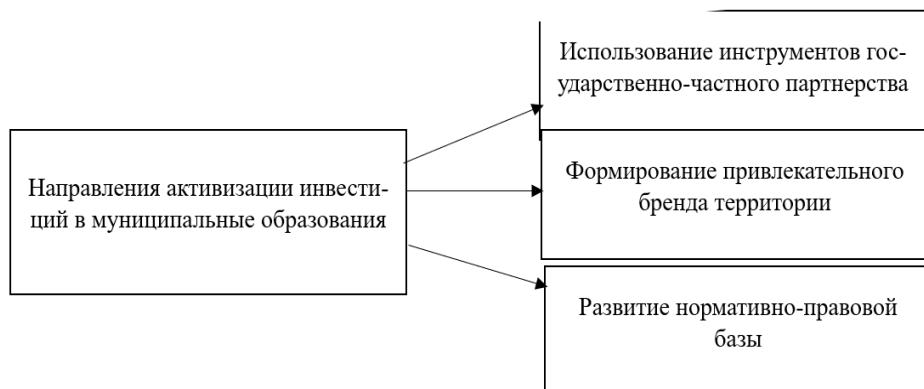 Использование инструментов гос-
ударственно-частного партнерства
Направления активизации инвести-
ций в муниципальные образования
Формирование привлекательного
бренда территории
Развитие нормативно-правовой
базы